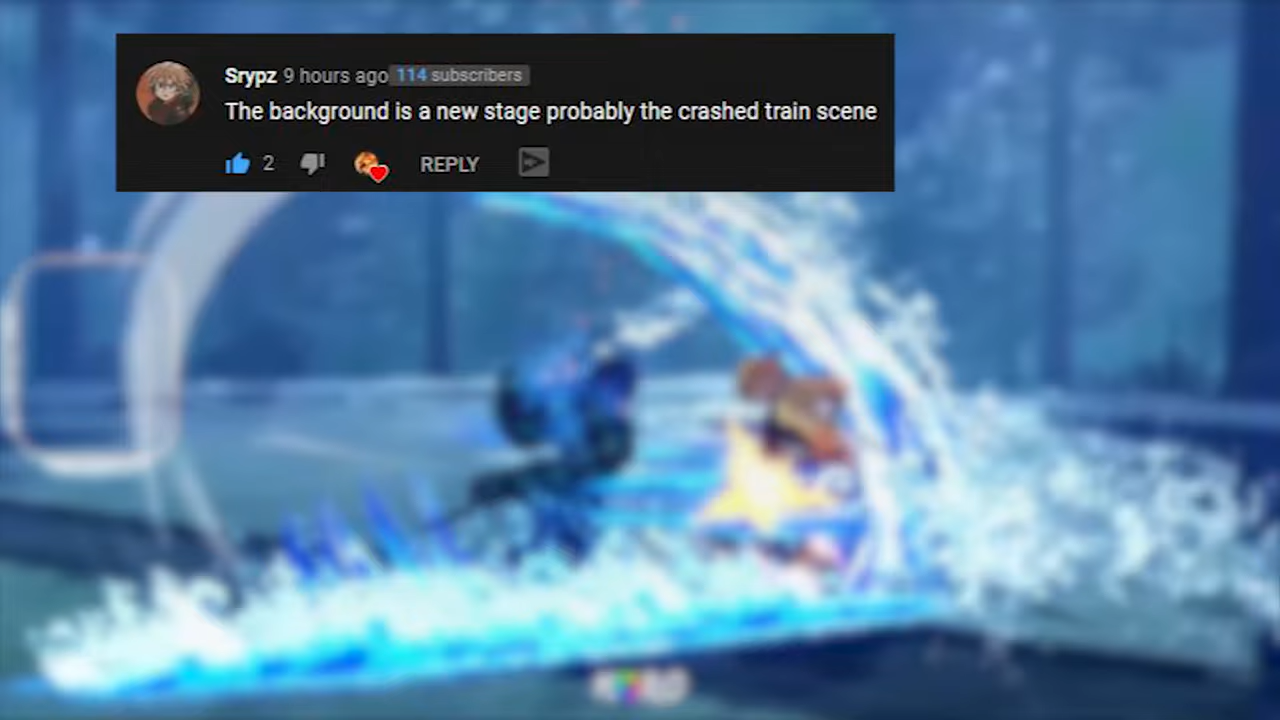 Srypz 9 hours ago 114 subscribers
The background is a new stage probably the crashed train scene
2 REPLY